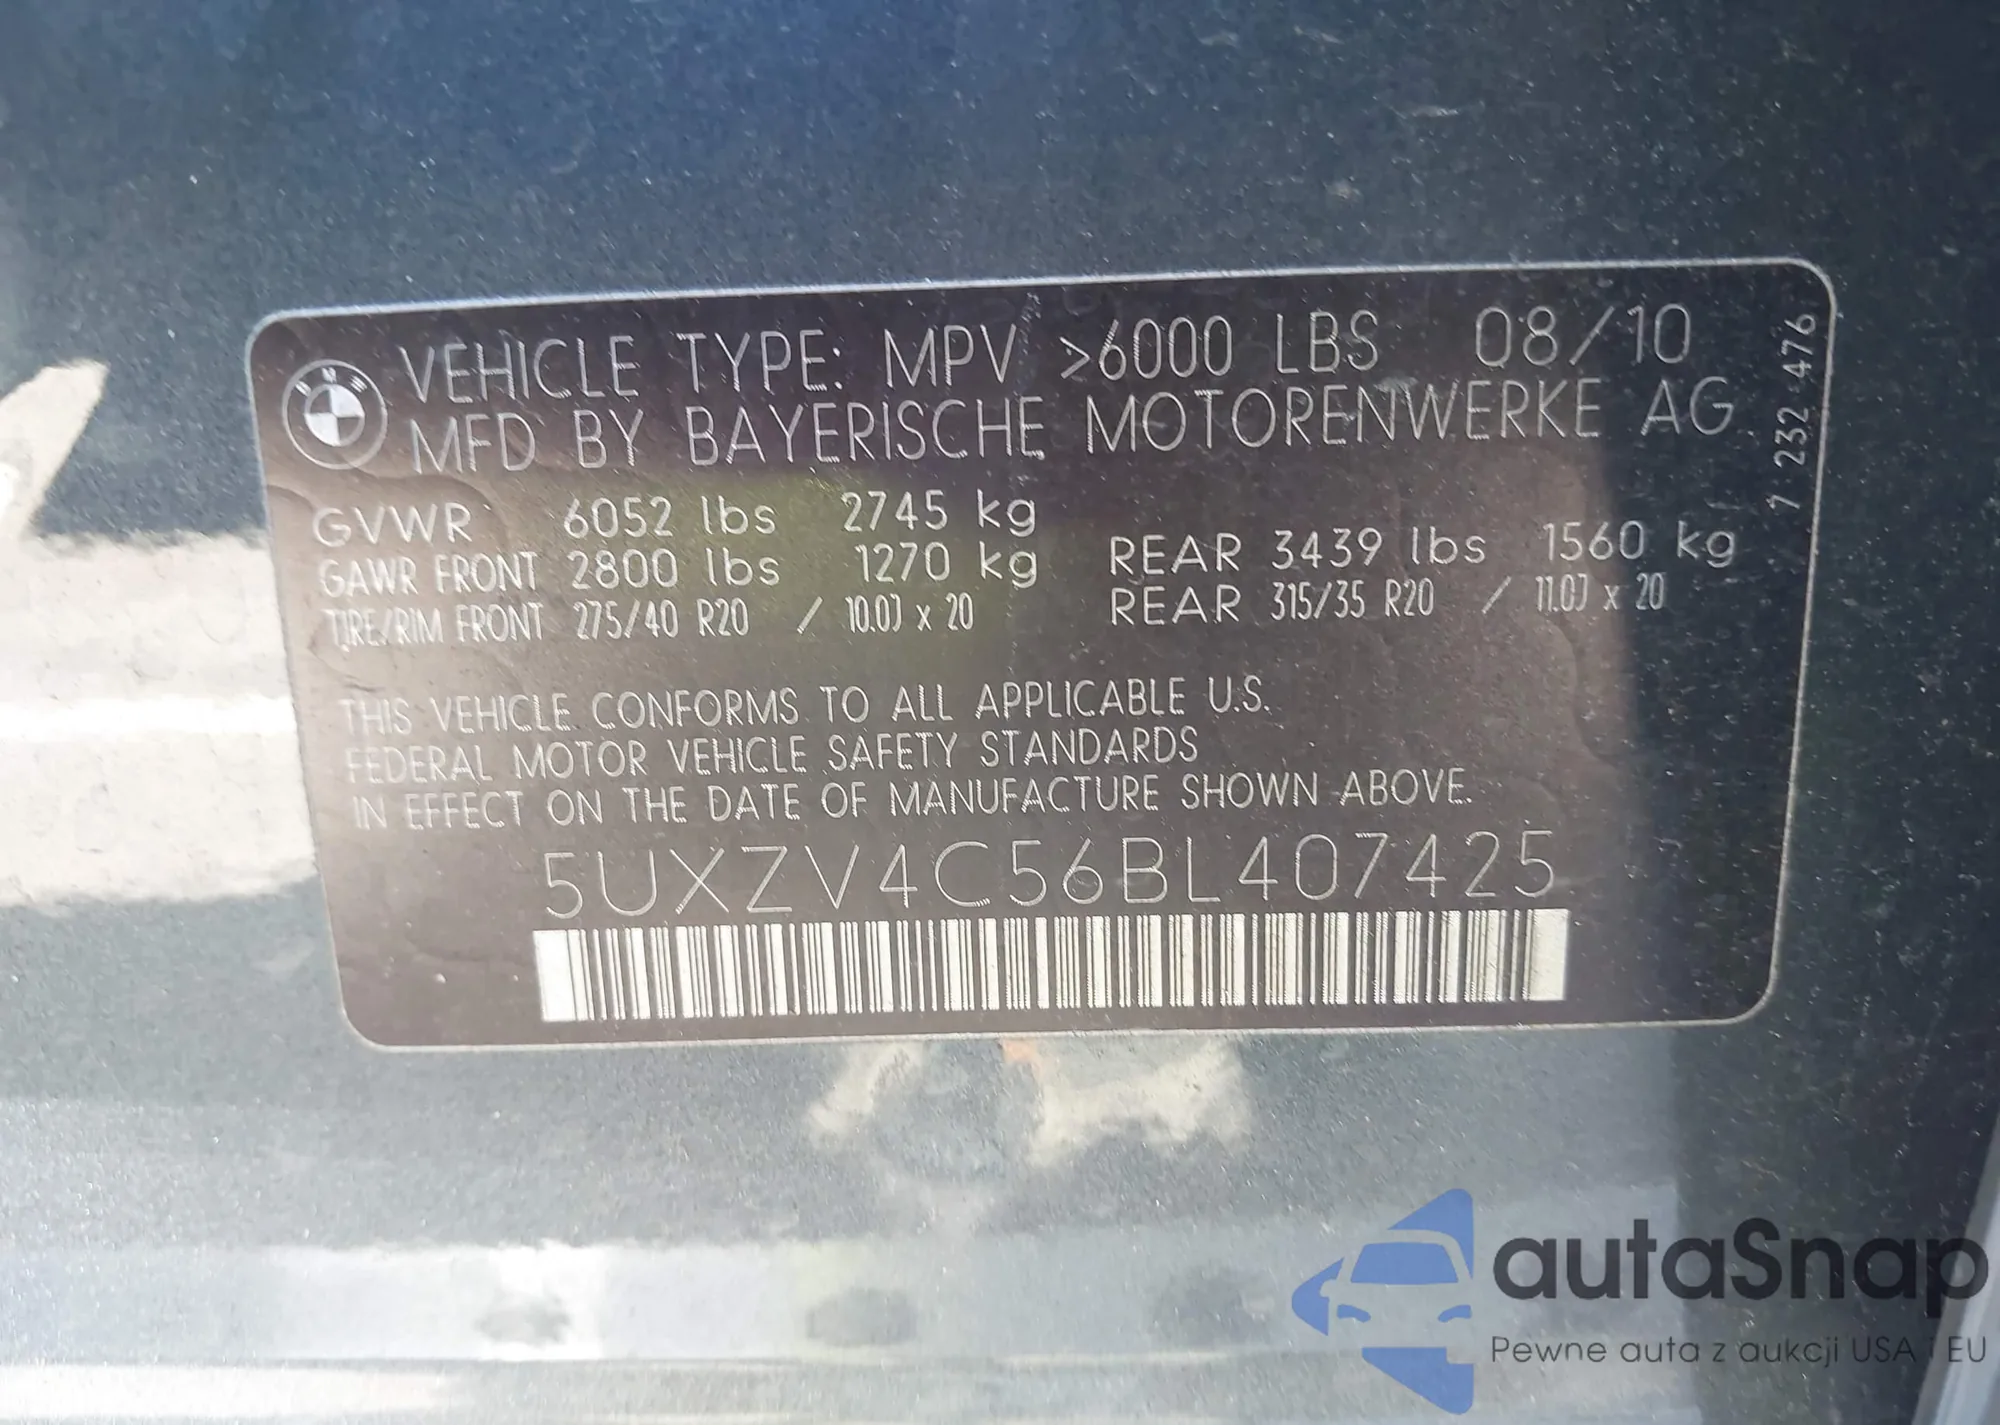 BMW
VEHICLE TYPE: MPV >6000 LBS 08/10
MFD BY BAYERISCHE MOTORENWERKE AG
7 232 476
GVWR 6052 lbs 2745 kg
GAWR FRONT 2800 lbs 1270 kg REAR 3439 lbs 1560 kg
TIRE/RIM FRONT 275/40 R20 / 10.0J x 20 REAR 315/35 R20 / 11.0J x 20
THIS VEHICLE CONFORMS TO ALL APPLICABLE U.S.
FEDERAL MOTOR VEHICLE SAFETY STANDARDS
IN EFFECT ON THE DATE OF MANUFACTURE SHOWN ABOVE.
5UXZV4C56BL407425
autaSnap
Pewne auta z aukcji USA i EU